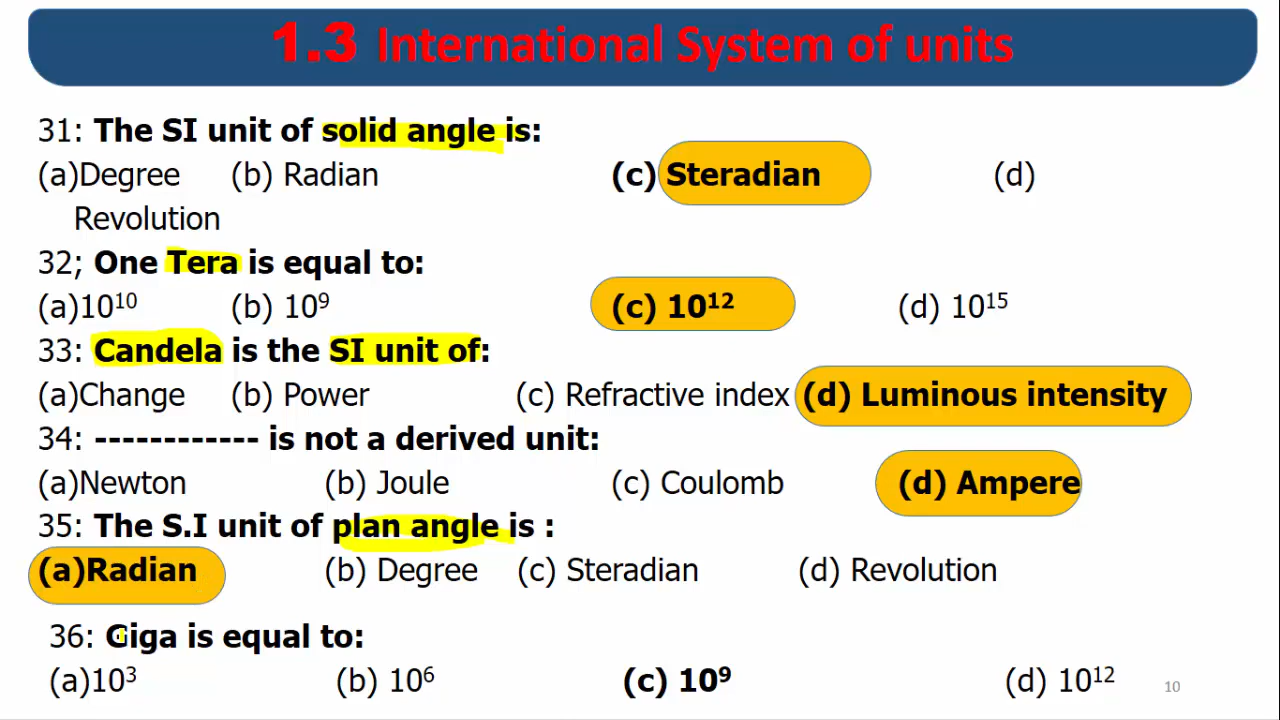 1.3 International System of units
31: The SI unit of solid angle is:
(a)Degree (b) Radian (c) Steradian (d)
Revolution
32; One Tera is equal to:
(a)10¹⁰ (b) 10⁹ (c) 10¹² (d) 10¹⁵
33: Candela is the SI unit of:
(a)Change (b) Power (c) Refractive index (d) Luminous intensity
34: ------------ is not a derived unit:
(a)Newton (b) Joule (c) Coulomb (d) Ampere
35: The S.I unit of plan angle is :
(a)Radian (b) Degree (c) Steradian (d) Revolution
36: Giga is equal to:
(a)10³ (b) 10⁶ (c) 10⁹ (d) 10¹²
10